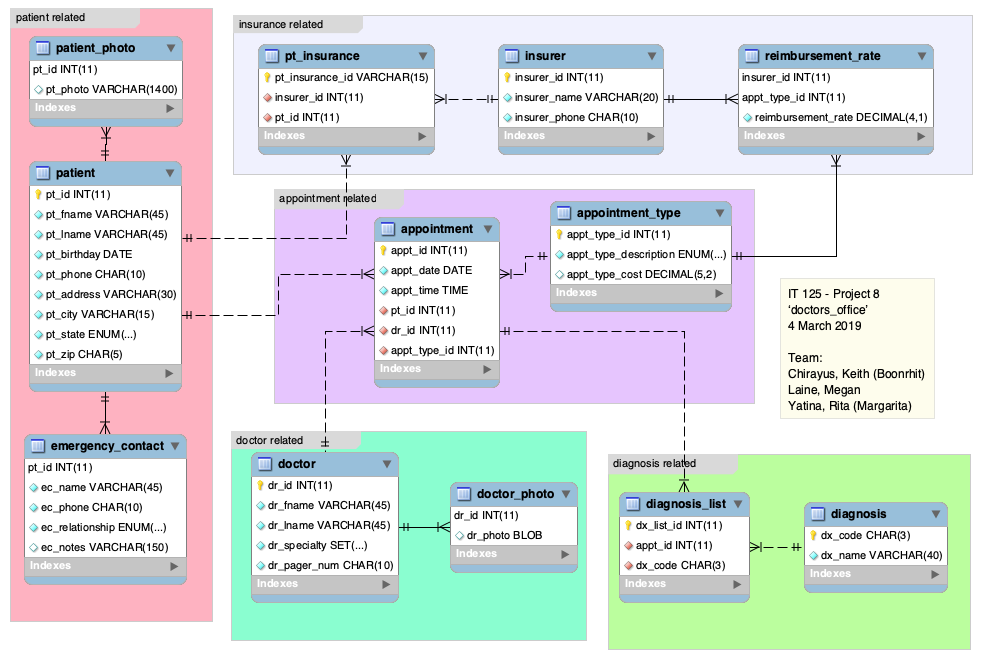 patient related
patient_photo
pt_id INT(11)
pt_photo VARCHAR(1400)
Indexes
patient
pt_id INT(11)
pt_fname VARCHAR(45)
pt_lname VARCHAR(45)
pt_birthday DATE
pt_phone CHAR(10)
pt_address VARCHAR(30)
pt_city VARCHAR(15)
pt_state ENUM(...)
pt_zip CHAR(5)
Indexes
emergency_contact
pt_id INT(11)
ec_name VARCHAR(45)
ec_phone CHAR(10)
ec_relationship ENUM(...)
ec_notes VARCHAR(150)
Indexes
insurance related
pt_insurance
pt_insurance_id VARCHAR(15)
insurer_id INT(11)
pt_id INT(11)
Indexes
insurer
insurer_id INT(11)
insurer_name VARCHAR(20)
insurer_phone CHAR(10)
Indexes
reimbursement_rate
insurer_id INT(11)
appt_type_id INT(11)
reimbursement_rate DECIMAL(4,1)
Indexes
appointment related
appointment
appt_id INT(11)
appt_date DATE
appt_time TIME
pt_id INT(11)
dr_id INT(11)
appt_type_id INT(11)
Indexes
appointment_type
appt_type_id INT(11)
appt_type_description ENUM(...)
appt_type_cost DECIMAL(5,2)
Indexes
IT 125 - Project 8
‘doctors_office’
4 March 2019
Team:
Chirayus, Keith (Boonrhit)
Laine, Megan
Yatina, Rita (Margarita)
doctor related
doctor
dr_id INT(11)
dr_fname VARCHAR(45)
dr_lname VARCHAR(45)
dr_specialty SET(...)
dr_pager_num CHAR(10)
Indexes
doctor_photo
dr_id INT(11)
dr_photo BLOB
Indexes
diagnosis related
diagnosis_list
dx_list_id INT(11)
appt_id INT(11)
dx_code CHAR(3)
Indexes
diagnosis
dx_code CHAR(3)
dx_name VARCHAR(40)
Indexes